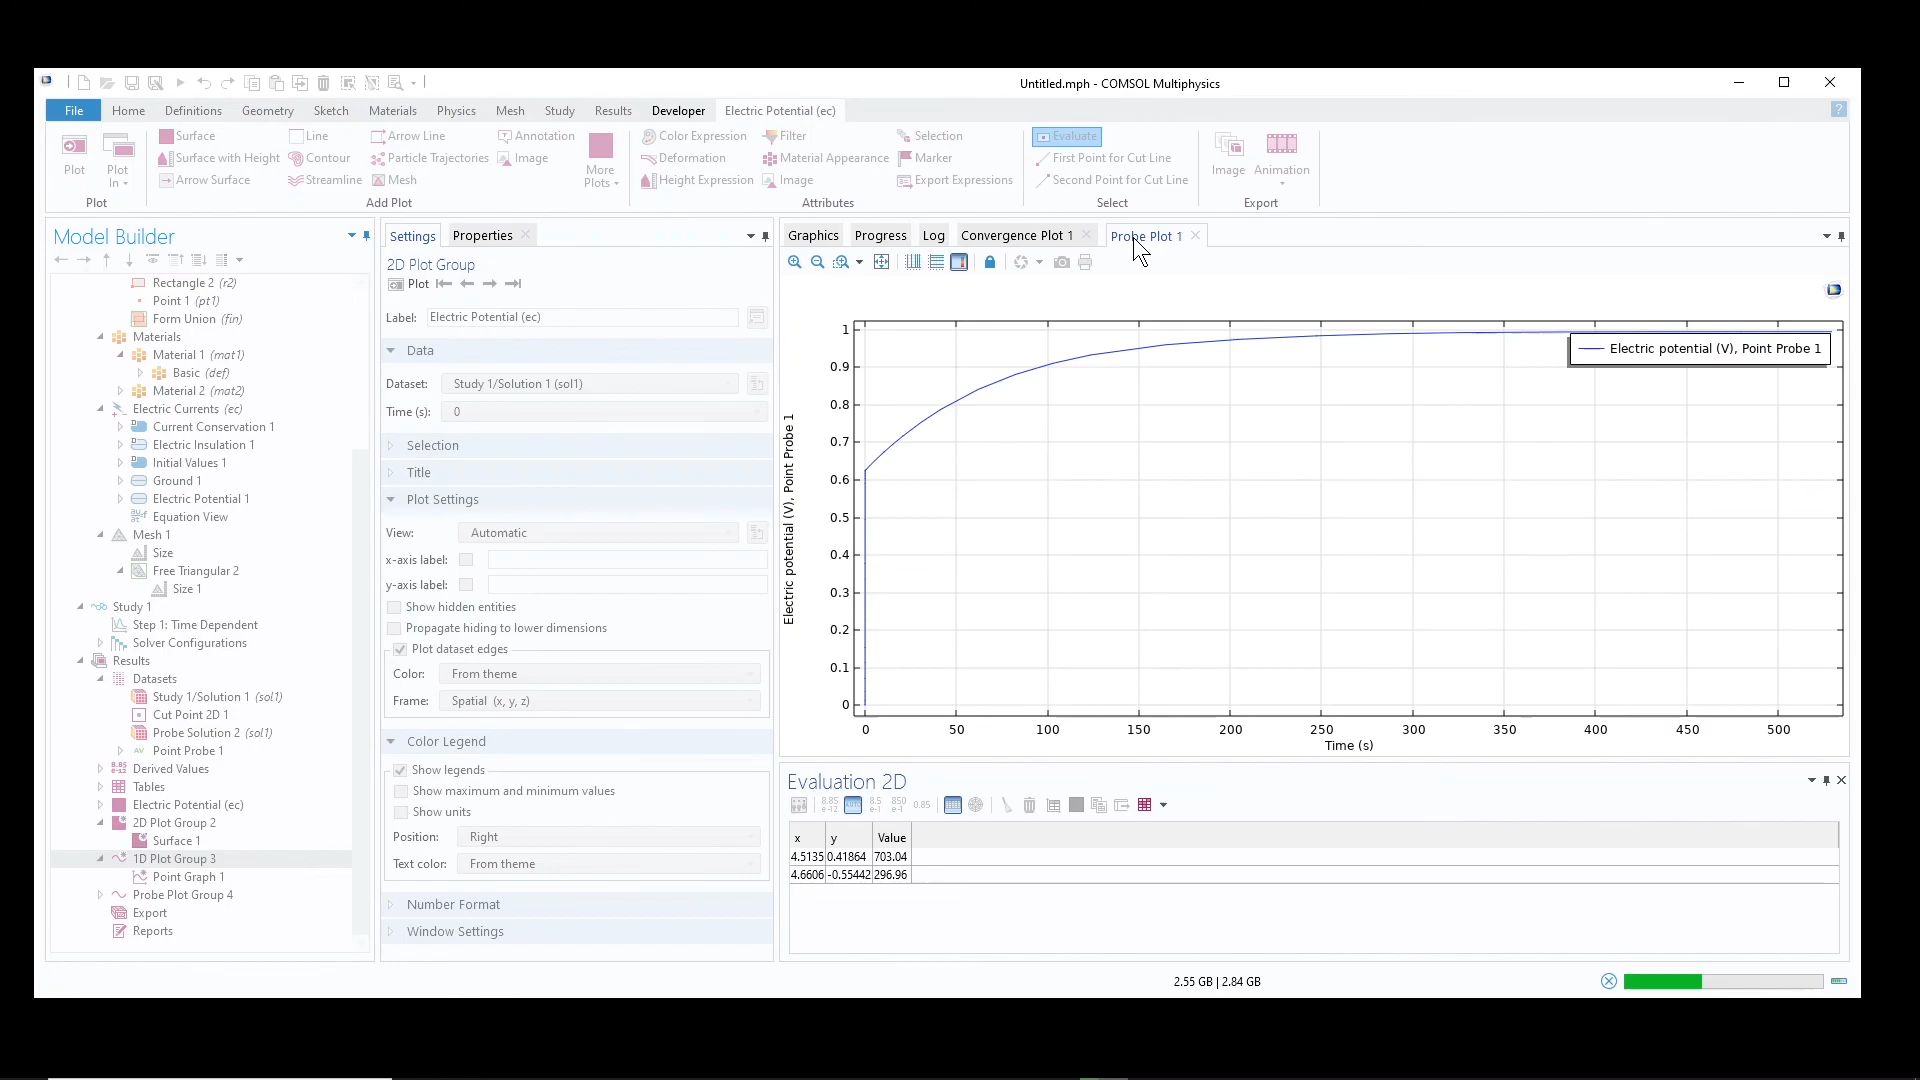 Untitled.mph - COMSOL Multiphysics
File Home Definitions Geometry Sketch Materials Physics Mesh Study Results Developer Electric Potential (ec)
Surface Line Arrow Line Annotation Color Expression Filter Selection Evaluate
Surface with Height Contour Particle Trajectories Image Deformation Material Appearance Marker First Point for Cut Line
Plot Plot In Arrow Surface Streamline Mesh More Plots Height Expression Image Export Expressions Second Point for Cut Line Image Animation
Plot Add Plot Attributes Select Export
Model Builder
Rectangle 2 (r2)
Point 1 (pt1)
Form Union (fin)
Materials
Material 1 (mat1)
Basic (def)
Material 2 (mat2)
Electric Currents (ec)
Current Conservation 1
Electric Insulation 1
Initial Values 1
Ground 1
Electric Potential 1
Equation View
Mesh 1
Size
Free Triangular 2
Size 1
Study 1
Step 1: Time Dependent
Solver Configurations
Results
Datasets
Study 1/Solution 1 (sol1)
Cut Point 2D 1
Probe Solution 2 (sol1)
Point Probe 1
Derived Values
Tables
Electric Potential (ec)
2D Plot Group 2
Surface 1
1D Plot Group 3
Point Graph 1
Probe Plot Group 4
Export
Reports
Settings Properties
2D Plot Group
Plot
Label: Electric Potential (ec)
Data
Dataset: Study 1/Solution 1 (sol1)
Time (s): 0
Selection
Title
Plot Settings
View: Automatic
x-axis label:
y-axis label:
Show hidden entities
Propagate hiding to lower dimensions
Plot dataset edges
Color: From theme
Frame: Spatial (x, y, z)
Color Legend
Show legends
Show maximum and minimum values
Show units
Position: Right
Text color: From theme
Number Format
Window Settings
Graphics Progress Log Convergence Plot 1 Probe Plot 1
Electric potential (V), Point Probe 1
Electric potential (V), Point Probe 1
1
0.9
0.8
0.7
0.6
0.5
0.4
0.3
0.2
0.1
0
0 50 100 150 200 250 300 350 400 450 500
Time (s)
Evaluation 2D
8.85 e-12 AUTO 8.5 e-1 850 e-1 0.85
x y Value
4.5135 0.41864 703.04
4.6606 -0.55442 296.96
2.55 GB | 2.84 GB